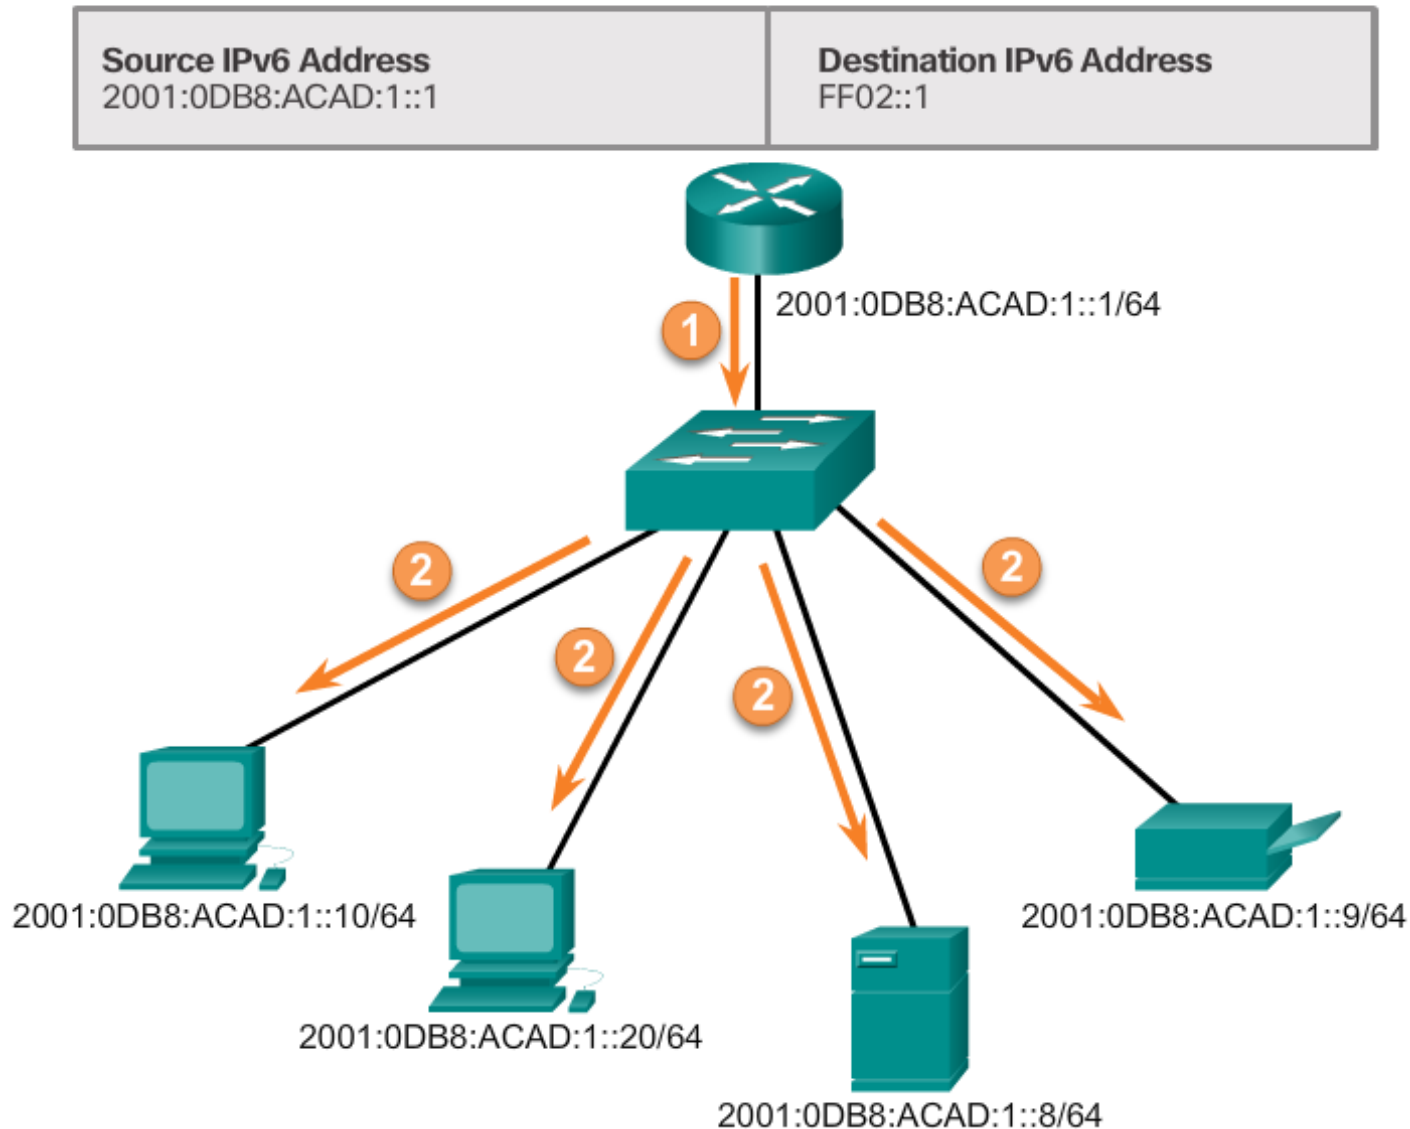 Source IPv6 Address
2001:0DB8:ACAD:1::1
Destination IPv6 Address
FF02::1
2001:0DB8:ACAD:1::1/64
1
2
2
2
2
2001:0DB8:ACAD:1::10/64
2001:0DB8:ACAD:1::20/64
2001:0DB8:ACAD:1::8/64
2001:0DB8:ACAD:1::9/64